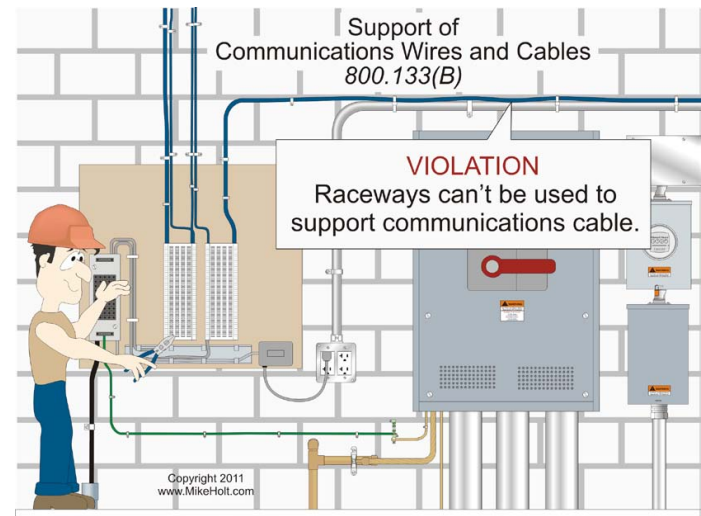 Support of
Communications Wires and Cables
800.133(B)
VIOLATION
Raceways can't be used to
support communications cable.
Copyright 2011
www.MikeHolt.com